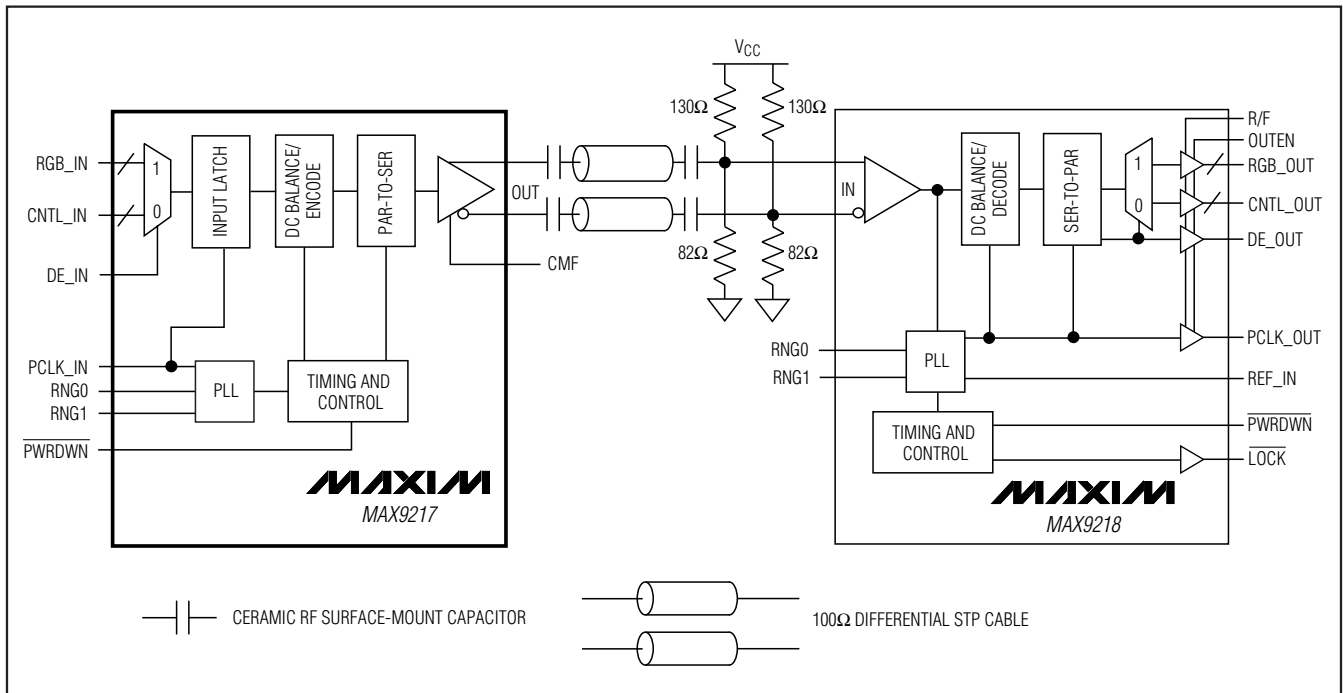 VCC
130Ω
130Ω
82Ω
82Ω
RGB_IN
CNTL_IN
DE_IN
PCLK_IN
RNG0
RNG1
PWRDWN
1
0
INPUT LATCH
DC BALANCE/
ENCODE
PAR-TO-SER
PLL
TIMING AND
CONTROL
OUT
CMF
MAXIM
MAX9217
IN
RNG0
RNG1
PLL
TIMING AND
CONTROL
DC BALANCE/
DECODE
SER-TO-PAR
1
0
R/F
OUTEN
RGB_OUT
CNTL_OUT
DE_OUT
PCLK_OUT
REF_IN
PWRDWN
LOCK
MAXIM
MAX9218
CERAMIC RF SURFACE-MOUNT CAPACITOR
100Ω DIFFERENTIAL STP CABLE